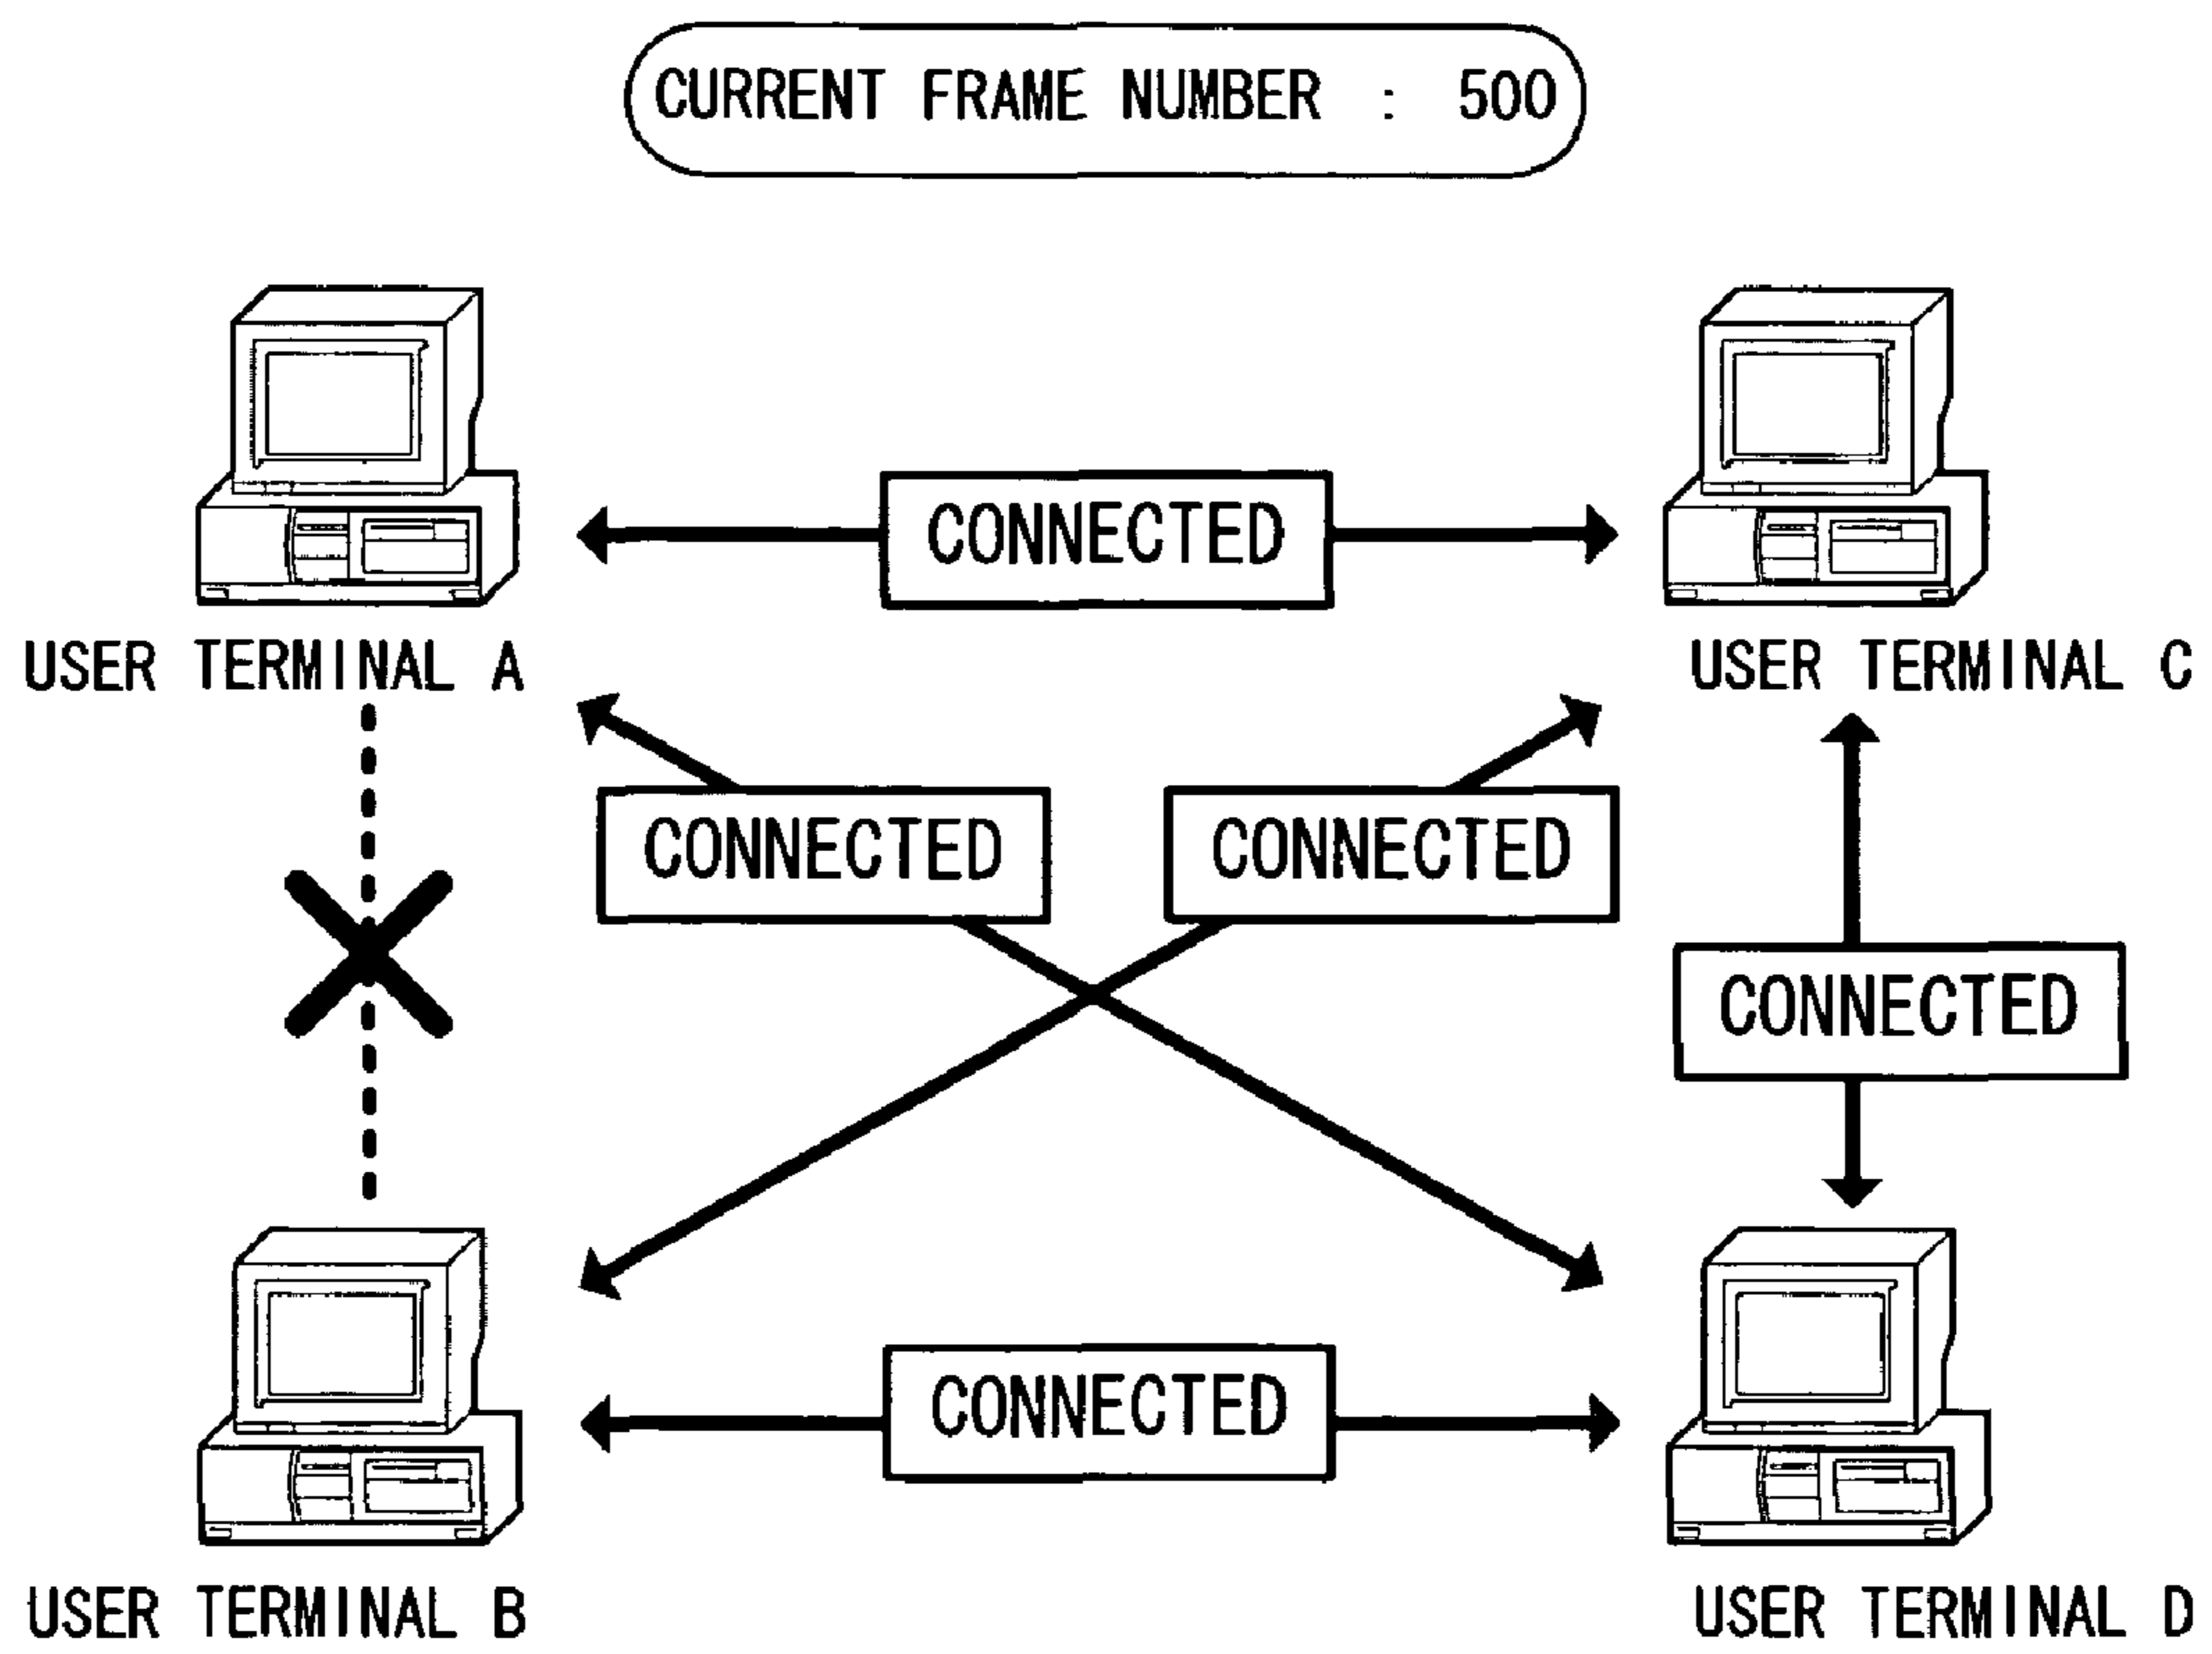 CURRENT FRAME NUMBER : 500
CONNECTED
USER TERMINAL A
USER TERMINAL C
CONNECTED
CONNECTED
CONNECTED
CONNECTED
USER TERMINAL B
USER TERMINAL D